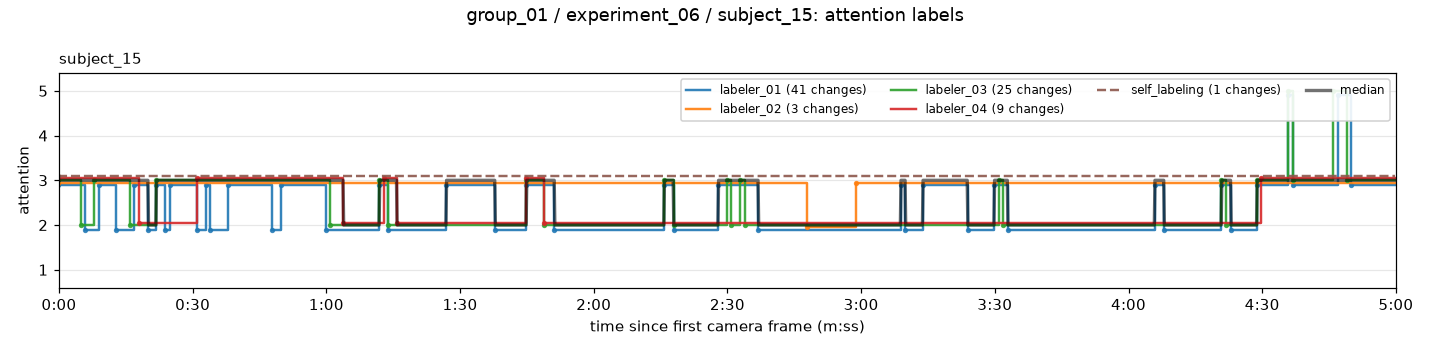 group_01 / experiment_06 / subject_15: attention labels
subject_15
labeler_01 (41 changes)
labeler_02 (3 changes)
labeler_03 (25 changes)
labeler_04 (9 changes)
self_labeling (1 changes)
median
attention
5
4
3
2
1
0:00
0:30
1:00
1:30
2:00
2:30
3:00
3:30
4:00
4:30
5:00
time since first camera frame (m:ss)